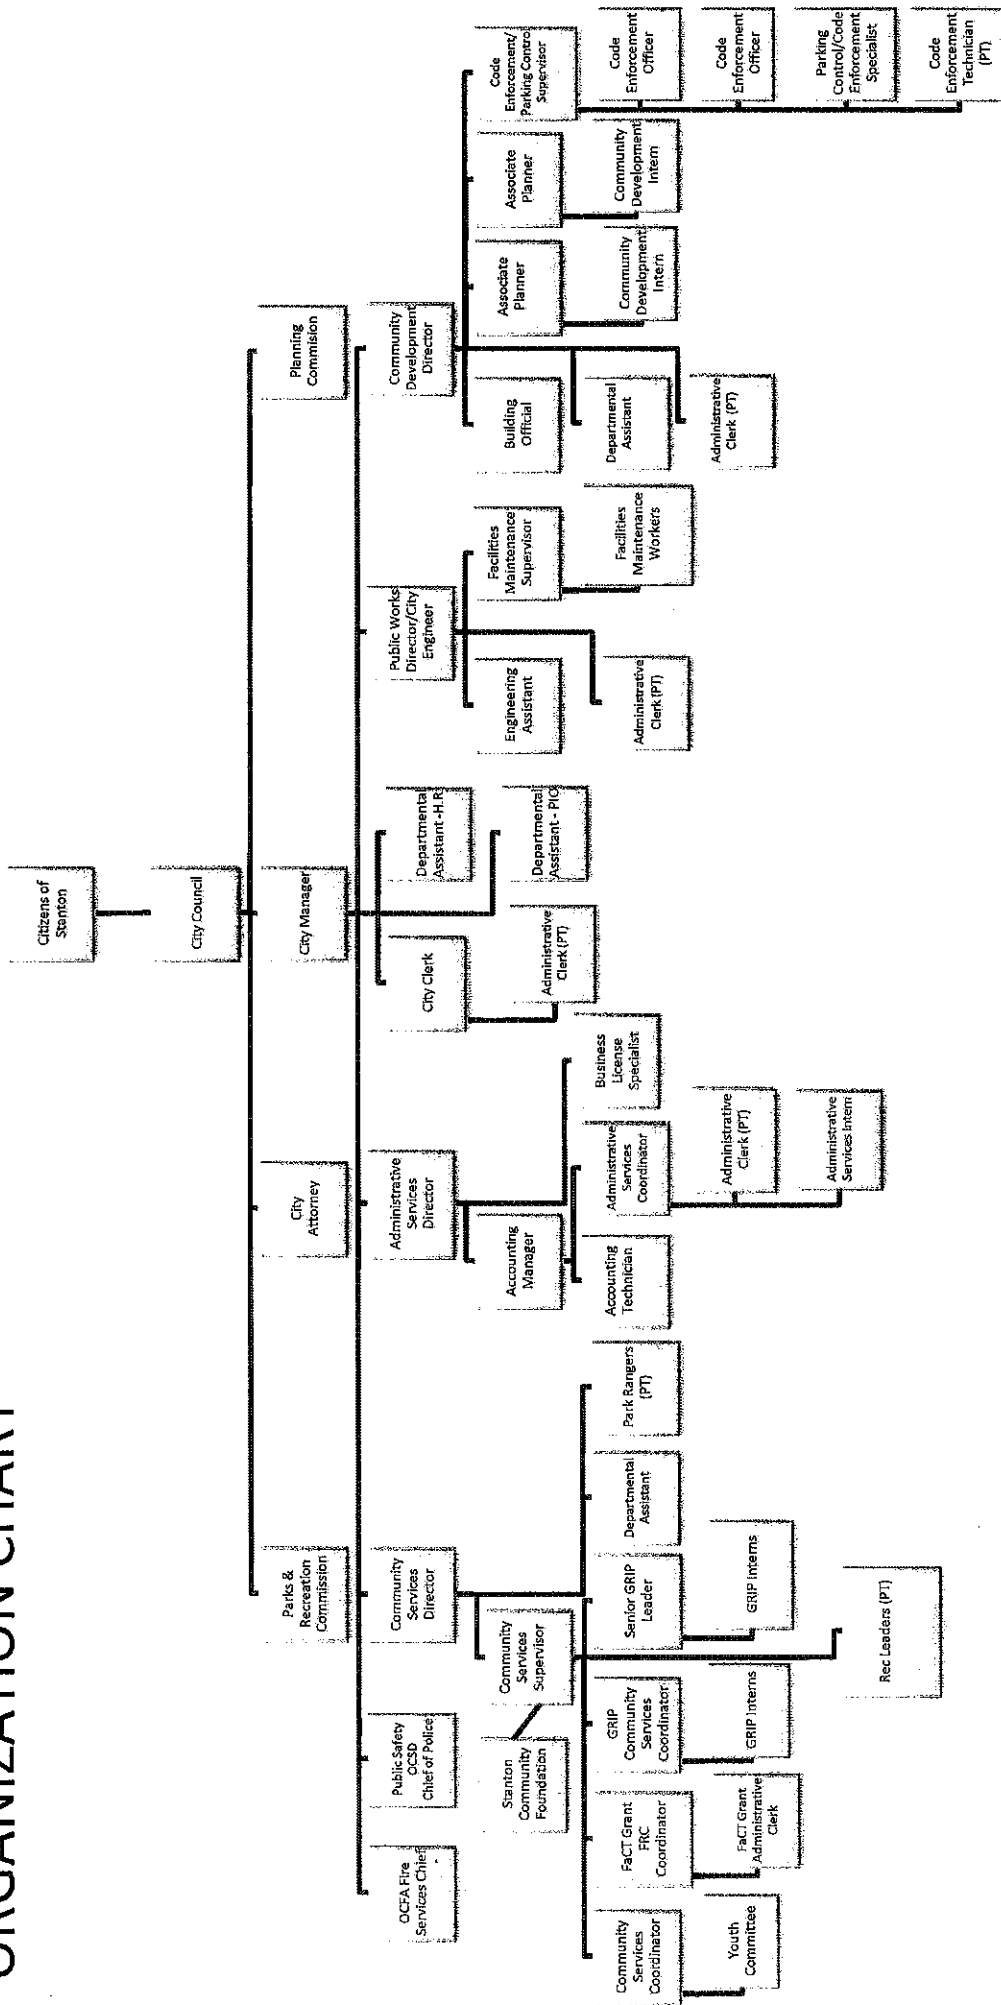 ORGANIZATION CHART
Citizens of
Stanton
City Council
Parks &
Recreation
Commission
City
Attorney
City Manager
Planning
Commision
OCFA Fire
Services Chief
Public Safety
OCSD
Chief of Police
Community
Services
Director
Administrative
Services
Director
City Clerk
Departmental
Assistant -H.R.
Public Works
Director/City
Engineer
Community
Development
Director
Stanton
Community
Foundation
Community
Services
Supervisor
Accounting
Manager
Administrative
Clerk (PT)
Departmental
Assistant - PIO
Engineering
Assistant
Facilities
Maintenance
Supervisor
Building
Official
Associate
Planner
Associate
Planner
Code
Enforcement/
Parking Control
Supervisor
Community
Services
Coordinator
FaCT Grant
FRC
Coordinator
GRIP
Community
Services
Coordinator
Senior GRIP
Leader
Departmental
Assistant
Park Rangers
(PT)
Accounting
Technician
Administrative
Services
Coordinator
Business
License
Specialist
Administrative
Clerk (PT)
Facilities
Maintenance
Workers
Departmental
Assistant
Community
Development
Intern
Community
Development
Intern
Code
Enforcement
Officer
Youth
Committee
FaCT Grant
Administrative
Clerk
GRIP Interns
GRIP Interns
Administrative
Clerk (PT)
Administrative
Clerk (PT)
Code
Enforcement
Officer
Rec Leaders (PT)
Administrative
Services Intern
Parking
Control/Code
Enforcement
Specialist
Code
Enforcement
Technician
(PT)